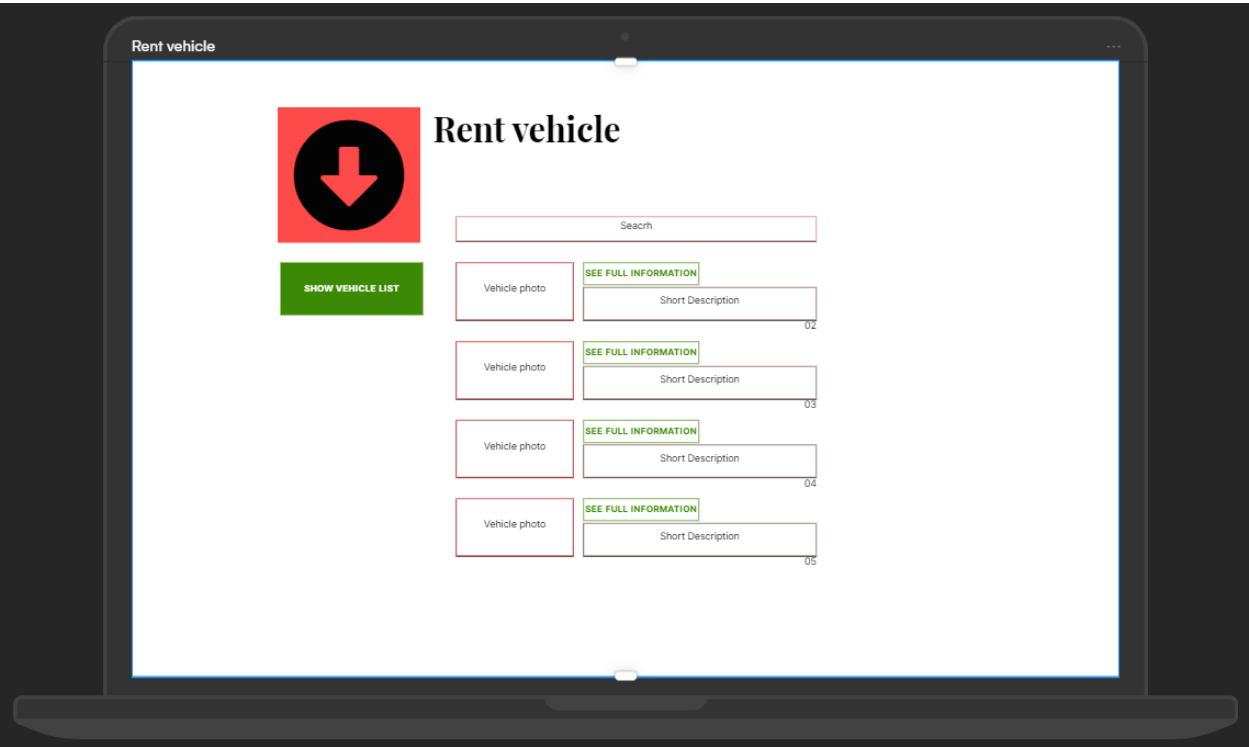 Rent vehicle
...
Rent vehicle
Seacrh
SHOW VEHICLE LIST
Vehicle photo
SEE FULL INFORMATION
Short Description
02
Vehicle photo
SEE FULL INFORMATION
Short Description
03
Vehicle photo
SEE FULL INFORMATION
Short Description
04
Vehicle photo
SEE FULL INFORMATION
Short Description
05